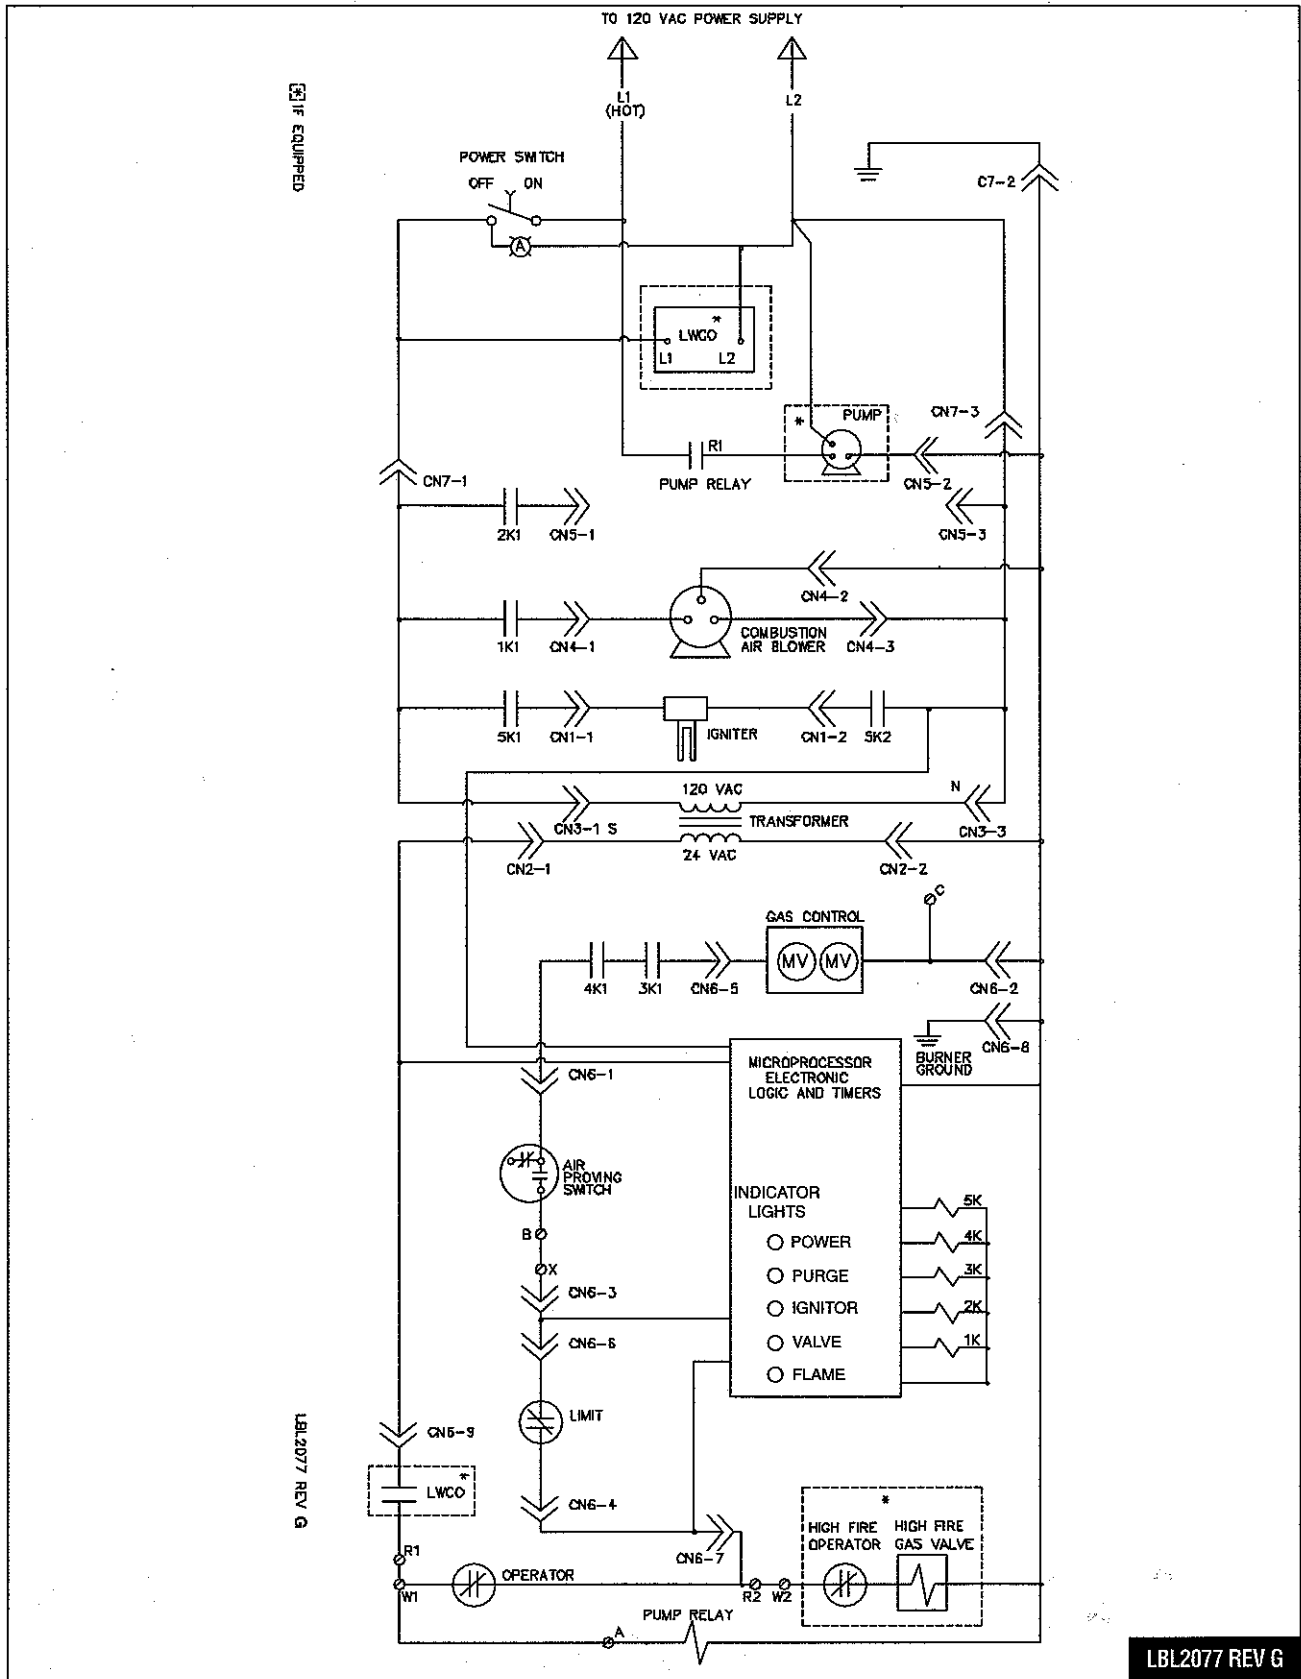 TO 120 VAC POWER SUPPLY
L1
(HOT)
L2
[*] IF EQUIPPED
POWER SWITCH
OFF ON
C7-2
A
*
LWCO
L1 L2
* PUMP
CN7-3
R1
PUMP RELAY
CN5-2
CN7-1
2K1 CN5-1
CN5-3
CN4-2
1K1 CN4-1
COMBUSTION
AIR BLOWER
CN4-3
5K1 CN1-1
IGNITER
CN1-2 5K2
120 VAC
N
CN3-1 S
TRANSFORMER
CN3-3
CN2-1
24 VAC
CN2-2
C
GAS CONTROL
MV MV
4K1 3K1 CN6-5
CN6-2
CN6-8
BURNER
GROUND
CN6-1
MICROPROCESSOR
ELECTRONIC
LOGIC AND TIMERS
AIR
PROVING
SWITCH
INDICATOR
LIGHTS
5K
B
POWER
4K
X
PURGE
3K
CN6-3
IGNITOR
2K
CN6-6
VALVE
1K
FLAME
LIMIT
CN6-9
LBL2077 REV G
*
LWCO
CN6-4
*
HIGH FIRE
OPERATOR
HIGH FIRE
GAS VALVE
CN6-7
R1
OPERATOR
W1
R2 W2
PUMP RELAY
A
LBL2077 REV G